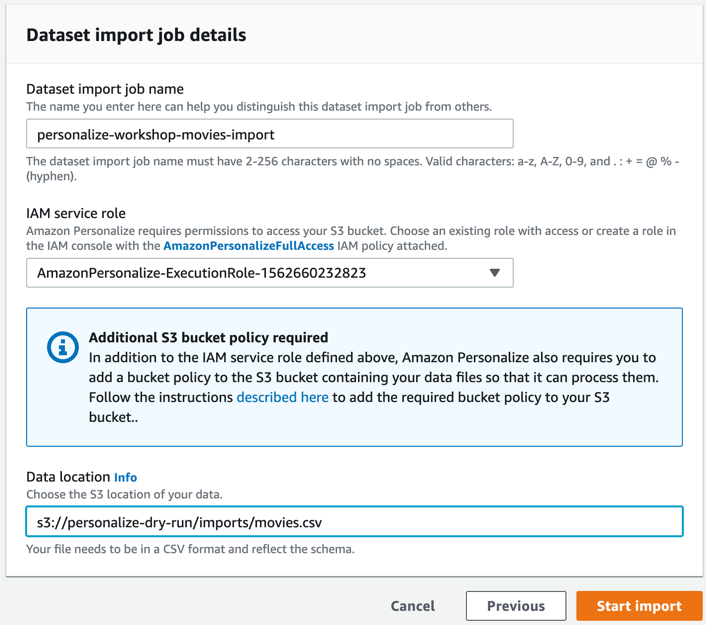 Dataset import job details
Dataset import job name
The name you enter here can help you distinguish this dataset import job from others.
personalize-workshop-movies-import
The dataset import job name must have 2-256 characters with no spaces. Valid characters: a-z, A-Z, 0-9, and . : + = @ % -
(hyphen).
IAM service role
Amazon Personalize requires permissions to access your S3 bucket. Choose an existing role with access or create a role in
the IAM console with the AmazonPersonalizeFullAccess IAM policy attached.
AmazonPersonalize-ExecutionRole-1562660232823
Additional S3 bucket policy required
In addition to the IAM service role defined above, Amazon Personalize also requires you to
add a bucket policy to the S3 bucket containing your data files so that it can process them.
Follow the instructions described here to add the required bucket policy to your S3
bucket..
Data location Info
Choose the S3 location of your data.
s3://personalize-dry-run/imports/movies.csv
Your file needs to be in a CSV format and reflect the schema.
Cancel Previous Start import